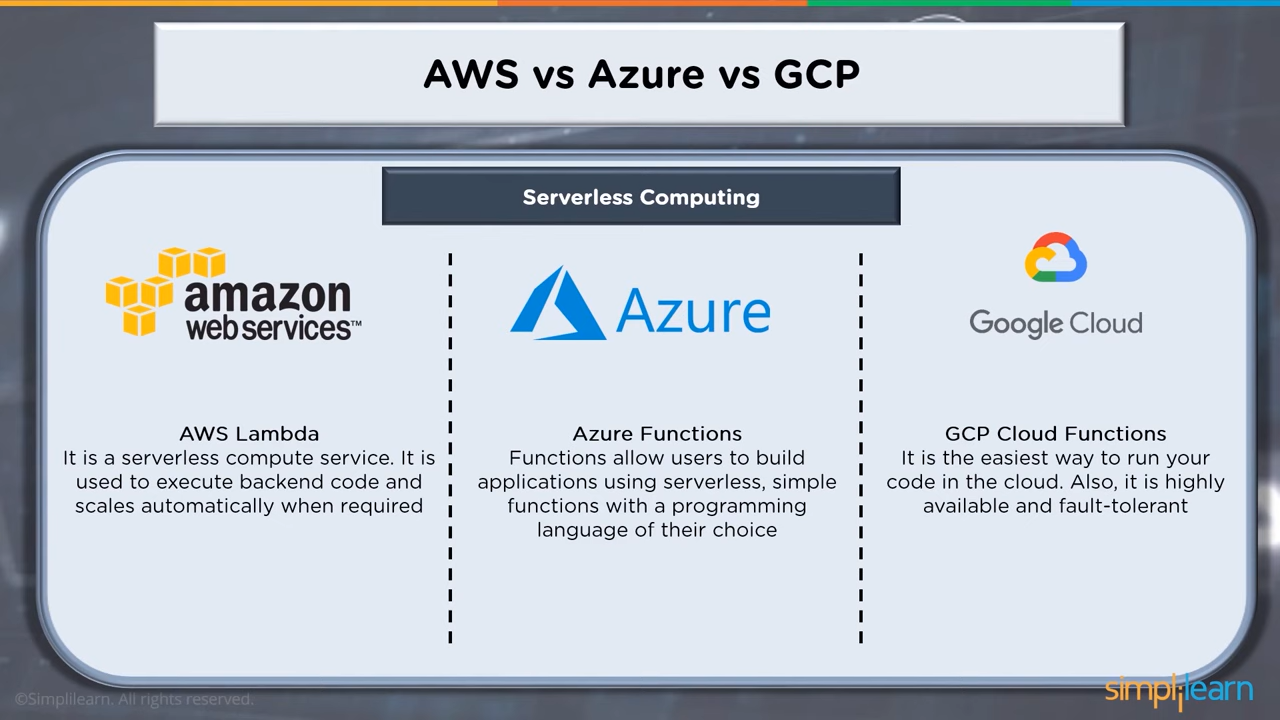 AWS vs Azure vs GCP
Serverless Computing
amazon
web services™
Azure
Google Cloud
AWS Lambda
It is a serverless compute service. It is
used to execute backend code and
scales automatically when required
Azure Functions
Functions allow users to build
applications using serverless, simple
functions with a programming
language of their choice
GCP Cloud Functions
It is the easiest way to run your
code in the cloud. Also, it is highly
available and fault-tolerant
©Simplilearn. All rights reserved.
simplilearn